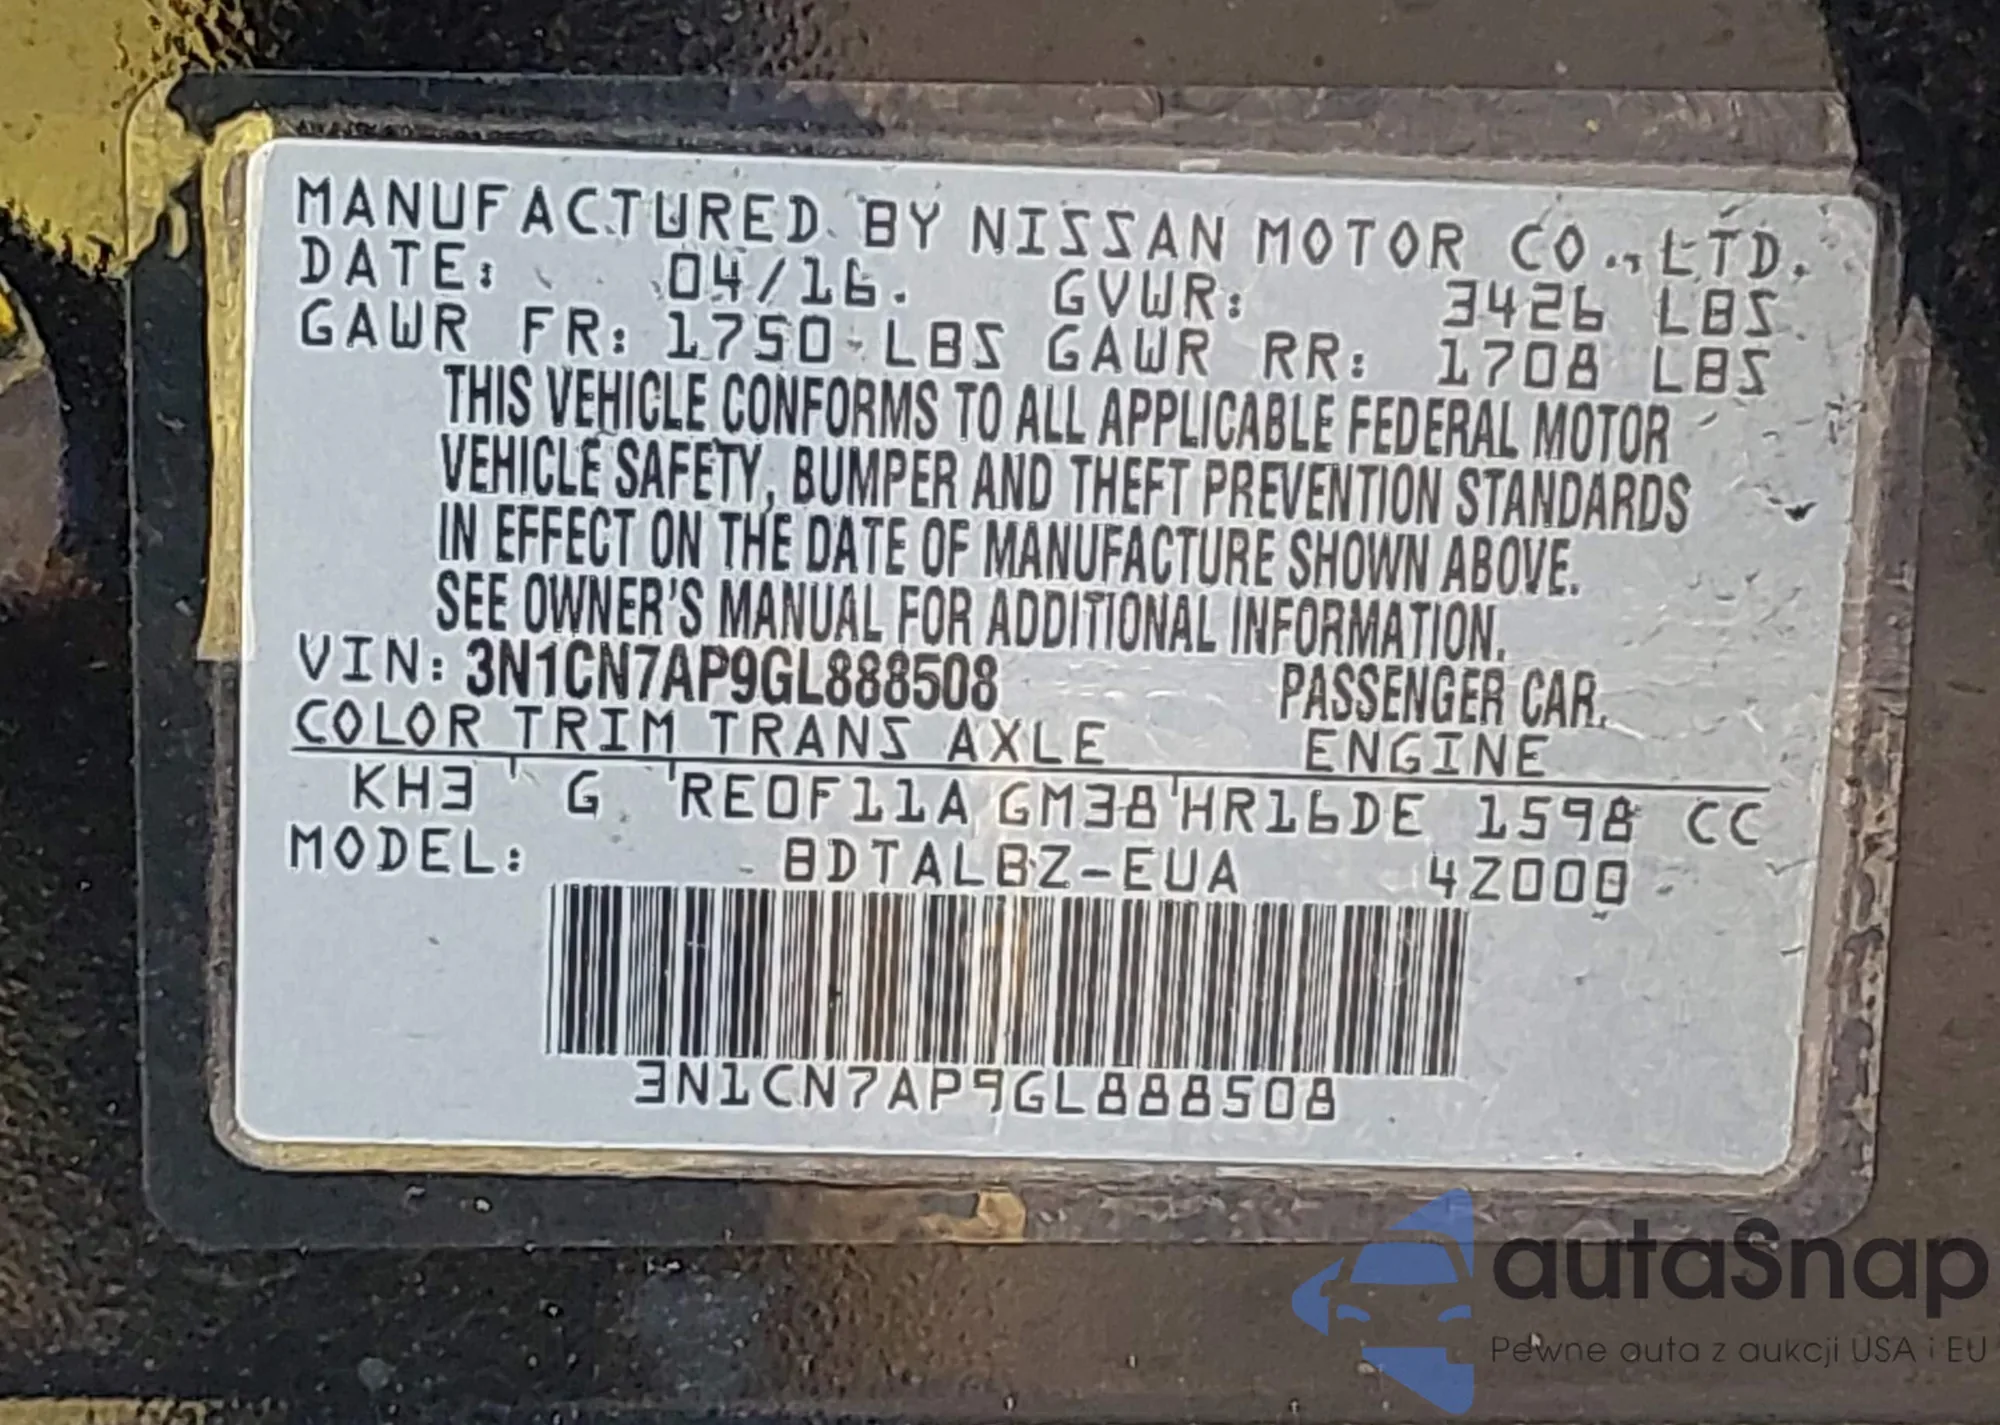 MANUFACTURED BY NISSAN MOTOR CO., LTD.
DATE: 04/16. GVWR: 3426 LBS
GAWR FR: 1750 LBS GAWR RR: 1708 LBS
THIS VEHICLE CONFORMS TO ALL APPLICABLE FEDERAL MOTOR
VEHICLE SAFETY, BUMPER AND THEFT PREVENTION STANDARDS
IN EFFECT ON THE DATE OF MANUFACTURE SHOWN ABOVE.
SEE OWNER'S MANUAL FOR ADDITIONAL INFORMATION.
VIN: 3N1CN7AP9GL888508 PASSENGER CAR.
COLOR TRIM TRANS AXLE ENGINE
KH3 G RE0F11A GM38 HR16DE 1598 CC
MODEL: BDTALBZ-EUA 4Z000
3N1CN7AP9GL888508
autaSnap
Pewne auta z aukcji USA i EU